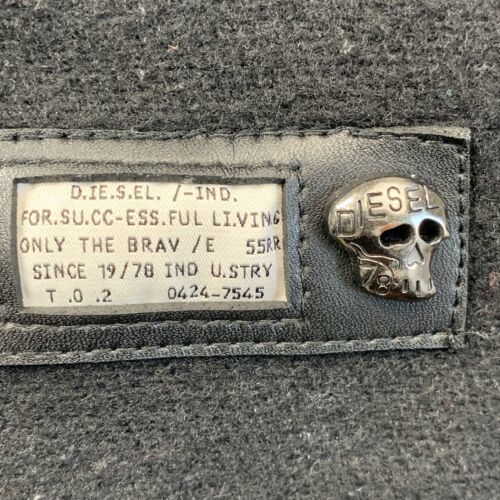 D.IE.S.EL. /-IND.
FOR.SU.CC-ESS.FUL LI.VING
ONLY THE BRAV /E 55RR
SINCE 19/78 IND U.STRY
T .0 .2 0424-7545
DIESEL
78